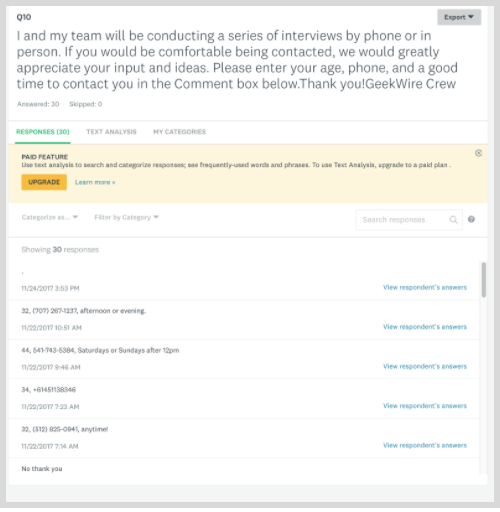 Q10
Export
I and my team will be conducting a series of interviews by phone or in
person. If you would be comfortable being contacted, we would greatly
appreciate your input and ideas. Please enter your age, phone, and a good
time to contact you in the Comment box below.Thank you!GeekWire Crew
Answered: 30 Skipped: 0
RESPONSES (30) TEXT ANALYSIS MY CATEGORIES
PAID FEATURE
Use text analysis to search and categorize responses; see frequently-used words and phrases. To use Text Analysis, upgrade to a paid plan .
UPGRADE Learn more »
Categorize as... Filter by Category Search responses
Showing 30 responses
.
11/24/2017 3:53 PM View respondent's answers
32, (707) 267-1237, afternoon or evening.
11/22/2017 10:51 AM View respondent's answers
44, 541-743-5384, Saturdays or Sundays after 12pm
11/22/2017 9:46 AM View respondent's answers
34, +61451138346
11/22/2017 7:23 AM View respondent's answers
32, (312) 825-0941, anytime!
11/22/2017 7:14 AM View respondent's answers
No thank you